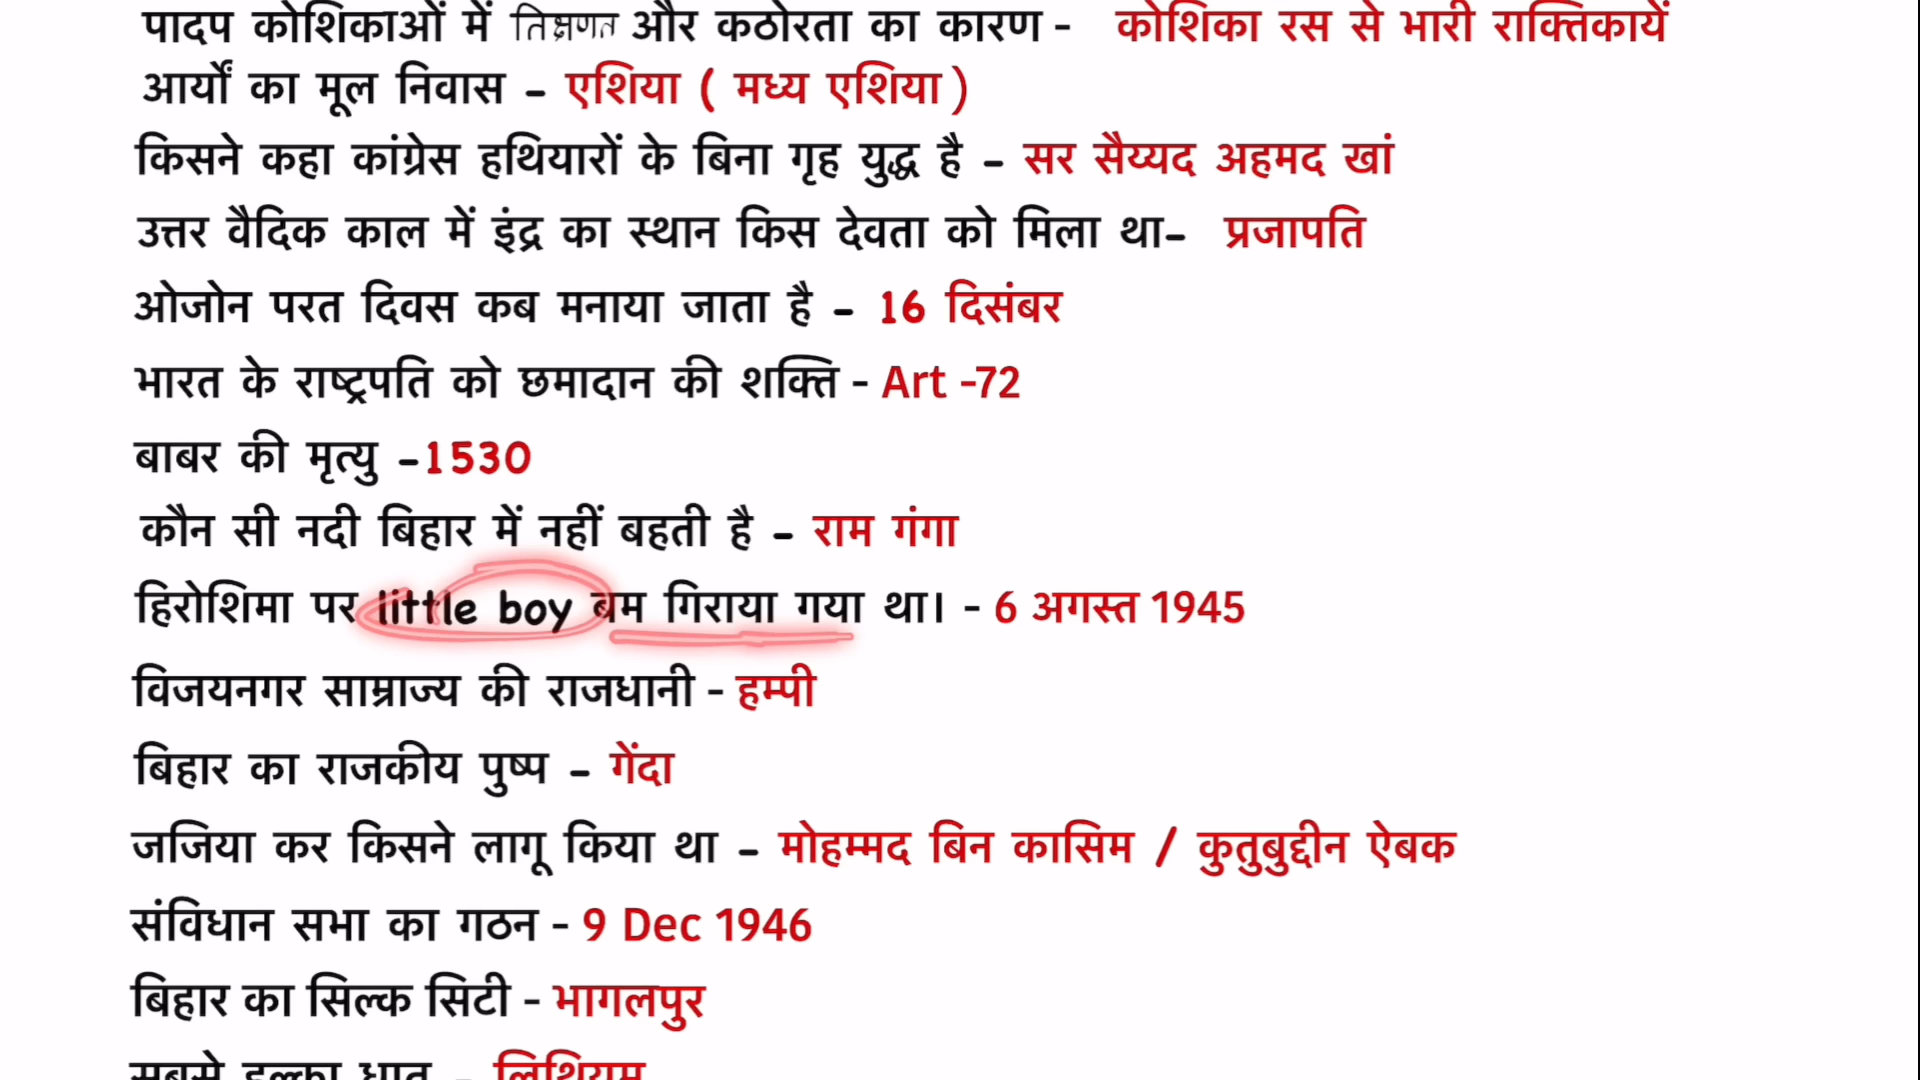 पादप कोशिकाओं में और कठोरता का कारण - कोशिका रस से भारी राक्तिकायें
आर्यों का मूल निवास – एशिया ( मध्य एशिया )
किसने कहा कांग्रेस हथियारों के बिना गृह युद्ध है – सर सैय्यद अहमद खां
उत्तर वैदिक काल में इंद्र का स्थान किस देवता को मिला था– प्रजापति
ओजोन परत दिवस कब मनाया जाता है – 16 दिसंबर
भारत के राष्ट्रपति को छमादान की शक्ति - Art -72
बाबर की मृत्यु –1530
कौन सी नदी बिहार में नहीं बहती है – राम गंगा
हिरोशिमा पर little boy बम गिराया गया था। - 6 अगस्त 1945
विजयनगर साम्राज्य की राजधानी - हम्पी
बिहार का राजकीय पुष्प – गेंदा
जजिया कर किसने लागू किया था – मोहम्मद बिन कासिम / कुतुबुद्दीन ऐबक
संविधान सभा का गठन - 9 Dec 1946
बिहार का सिल्क सिटी - भागलपुर
सबसे हल्का धातु - लिथियम